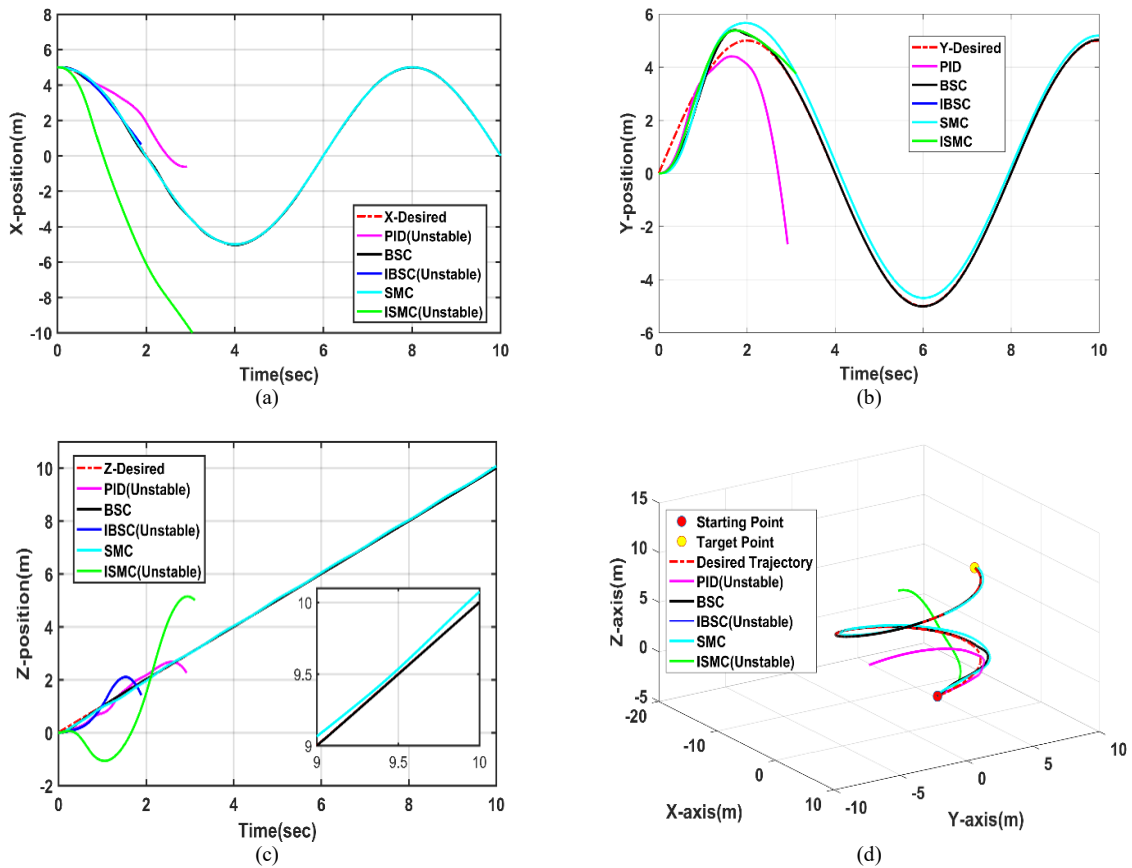 X-position(m)
6
4
2
0
-2
-4
-6
-8
-10
0 2 4 6 8 10
Time(sec)
X-Desired
PID(Unstable)
BSC
IBSC(Unstable)
SMC
ISMC(Unstable)
(a)
Y-position(m)
6
4
2
0
-2
-4
-6
0 2 4 6 8 10
Time(sec)
Y-Desired
PID
BSC
IBSC
SMC
ISMC
(b)
Z-position(m)
10
8
6
4
2
0
-2
0 2 4 6 8 10
Time(sec)
Z-Desired
PID(Unstable)
BSC
IBSC(Unstable)
SMC
ISMC(Unstable)
10
9.5
9
9 9.5 10
(c)
Z-axis(m)
15
10
5
0
-5
-20
-10
0
10
X-axis(m)
-10
-5
0
5
10
Y-axis(m)
Starting Point
Target Point
Desired Trajectory
PID(Unstable)
BSC
IBSC(Unstable)
SMC
ISMC(Unstable)
(d)